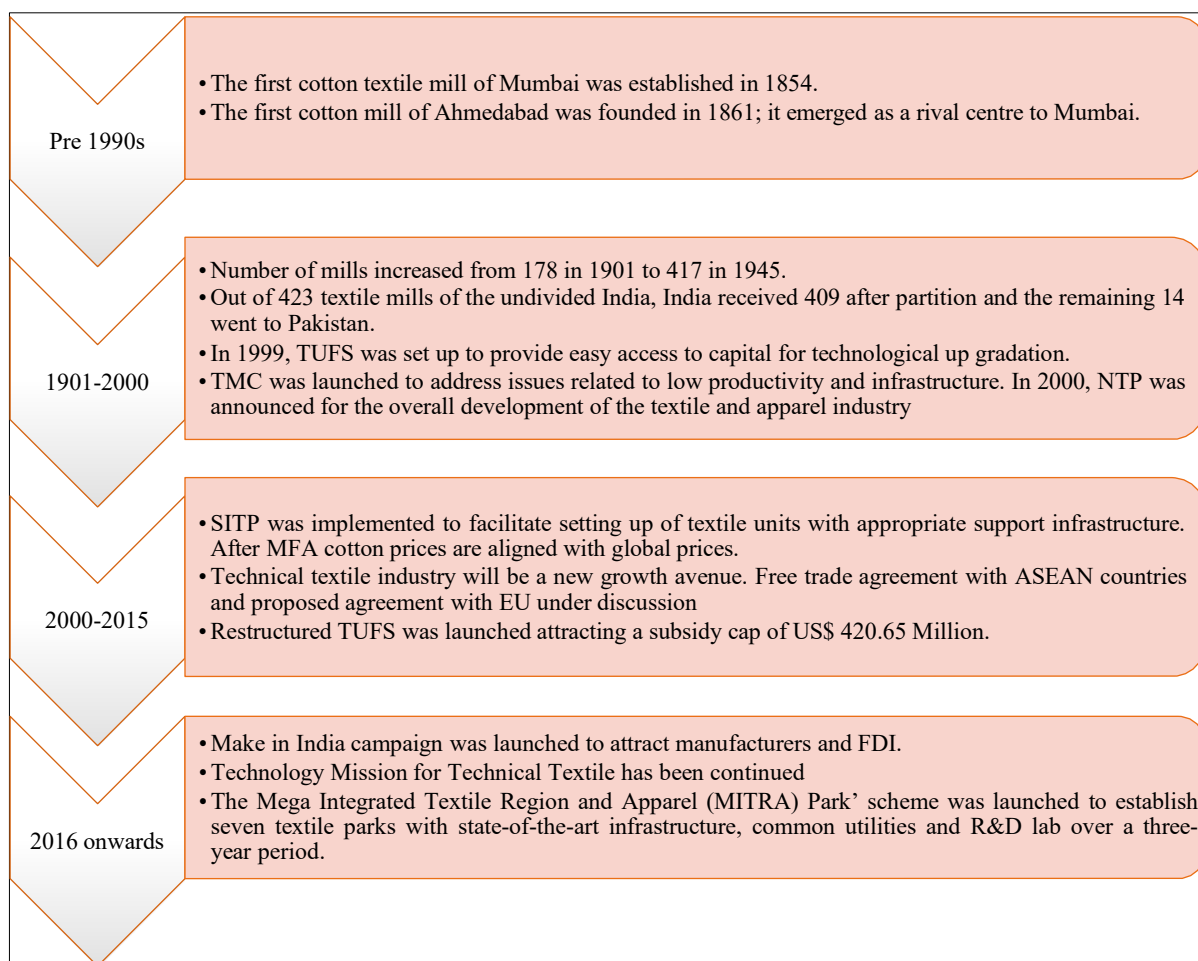 Pre 1990s
• The first cotton textile mill of Mumbai was established in 1854.
• The first cotton mill of Ahmedabad was founded in 1861; it emerged as a rival centre to Mumbai.
1901-2000
• Number of mills increased from 178 in 1901 to 417 in 1945.
• Out of 423 textile mills of the undivided India, India received 409 after partition and the remaining 14
went to Pakistan.
• In 1999, TUFS was set up to provide easy access to capital for technological up gradation.
• TMC was launched to address issues related to low productivity and infrastructure. In 2000, NTP was
announced for the overall development of the textile and apparel industry
2000-2015
• SITP was implemented to facilitate setting up of textile units with appropriate support infrastructure.
After MFA cotton prices are aligned with global prices.
• Technical textile industry will be a new growth avenue. Free trade agreement with ASEAN countries
and proposed agreement with EU under discussion
• Restructured TUFS was launched attracting a subsidy cap of US$ 420.65 Million.
2016 onwards
• Make in India campaign was launched to attract manufacturers and FDI.
• Technology Mission for Technical Textile has been continued
• The Mega Integrated Textile Region and Apparel (MITRA) Park’ scheme was launched to establish
seven textile parks with state-of-the-art infrastructure, common utilities and R&D lab over a three-
year period.